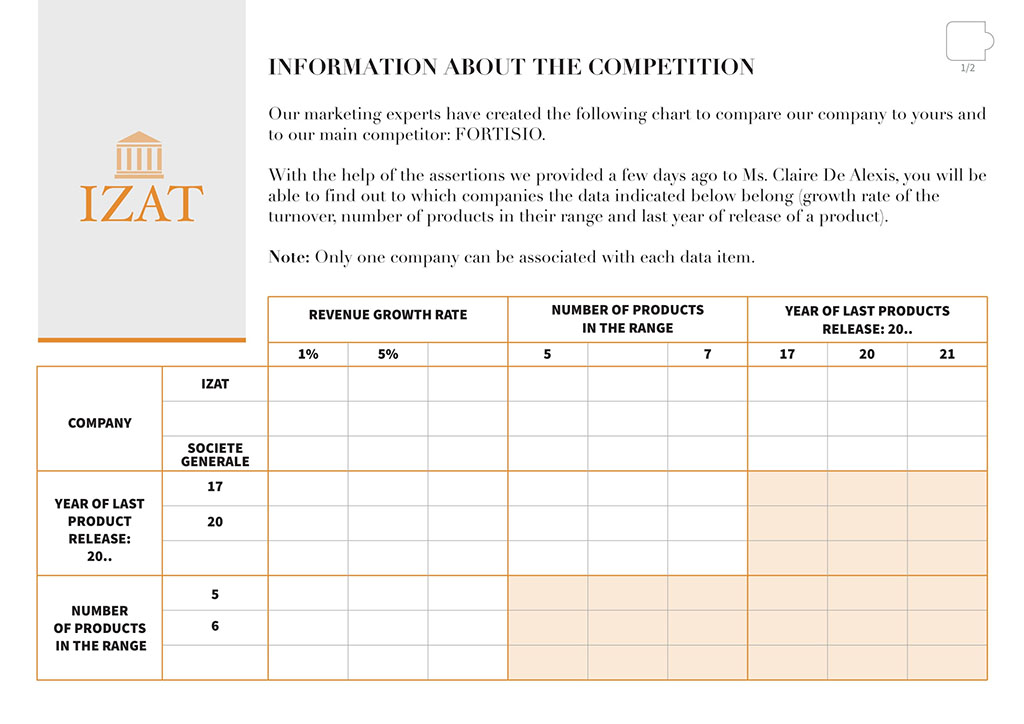 1/2
INFORMATION ABOUT THE COMPETITION
Our marketing experts have created the following chart to compare our company to yours and
to our main competitor: FORTISIO.
IZAT
With the help of the assertions we provided a few days ago to Ms. Claire De Alexis, you will be
able to find out to which companies the data indicated below belong (growth rate of the
turnover, number of products in their range and last year of release of a product).
Note: Only one company can be associated with each data item.
REVENUE GROWTH RATE
NUMBER OF PRODUCTS
IN THE RANGE
YEAR OF LAST PRODUCTS
RELEASE: 20..
1% 5% 5 7 17 20 21
COMPANY
IZAT
SOCIETE
GENERALE
YEAR OF LAST
PRODUCT
RELEASE:
20..
17
20
NUMBER
OF PRODUCTS
IN THE RANGE
5
6